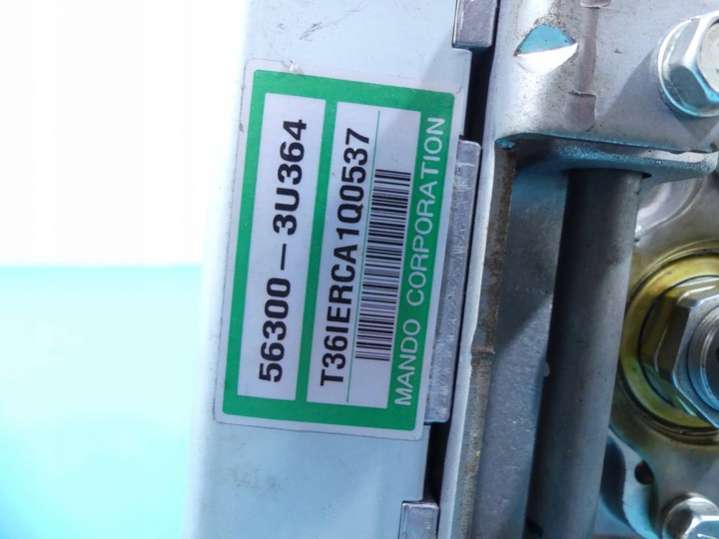 56300-3U364
T36IERCA1Q0537
MANDO CORPORATION